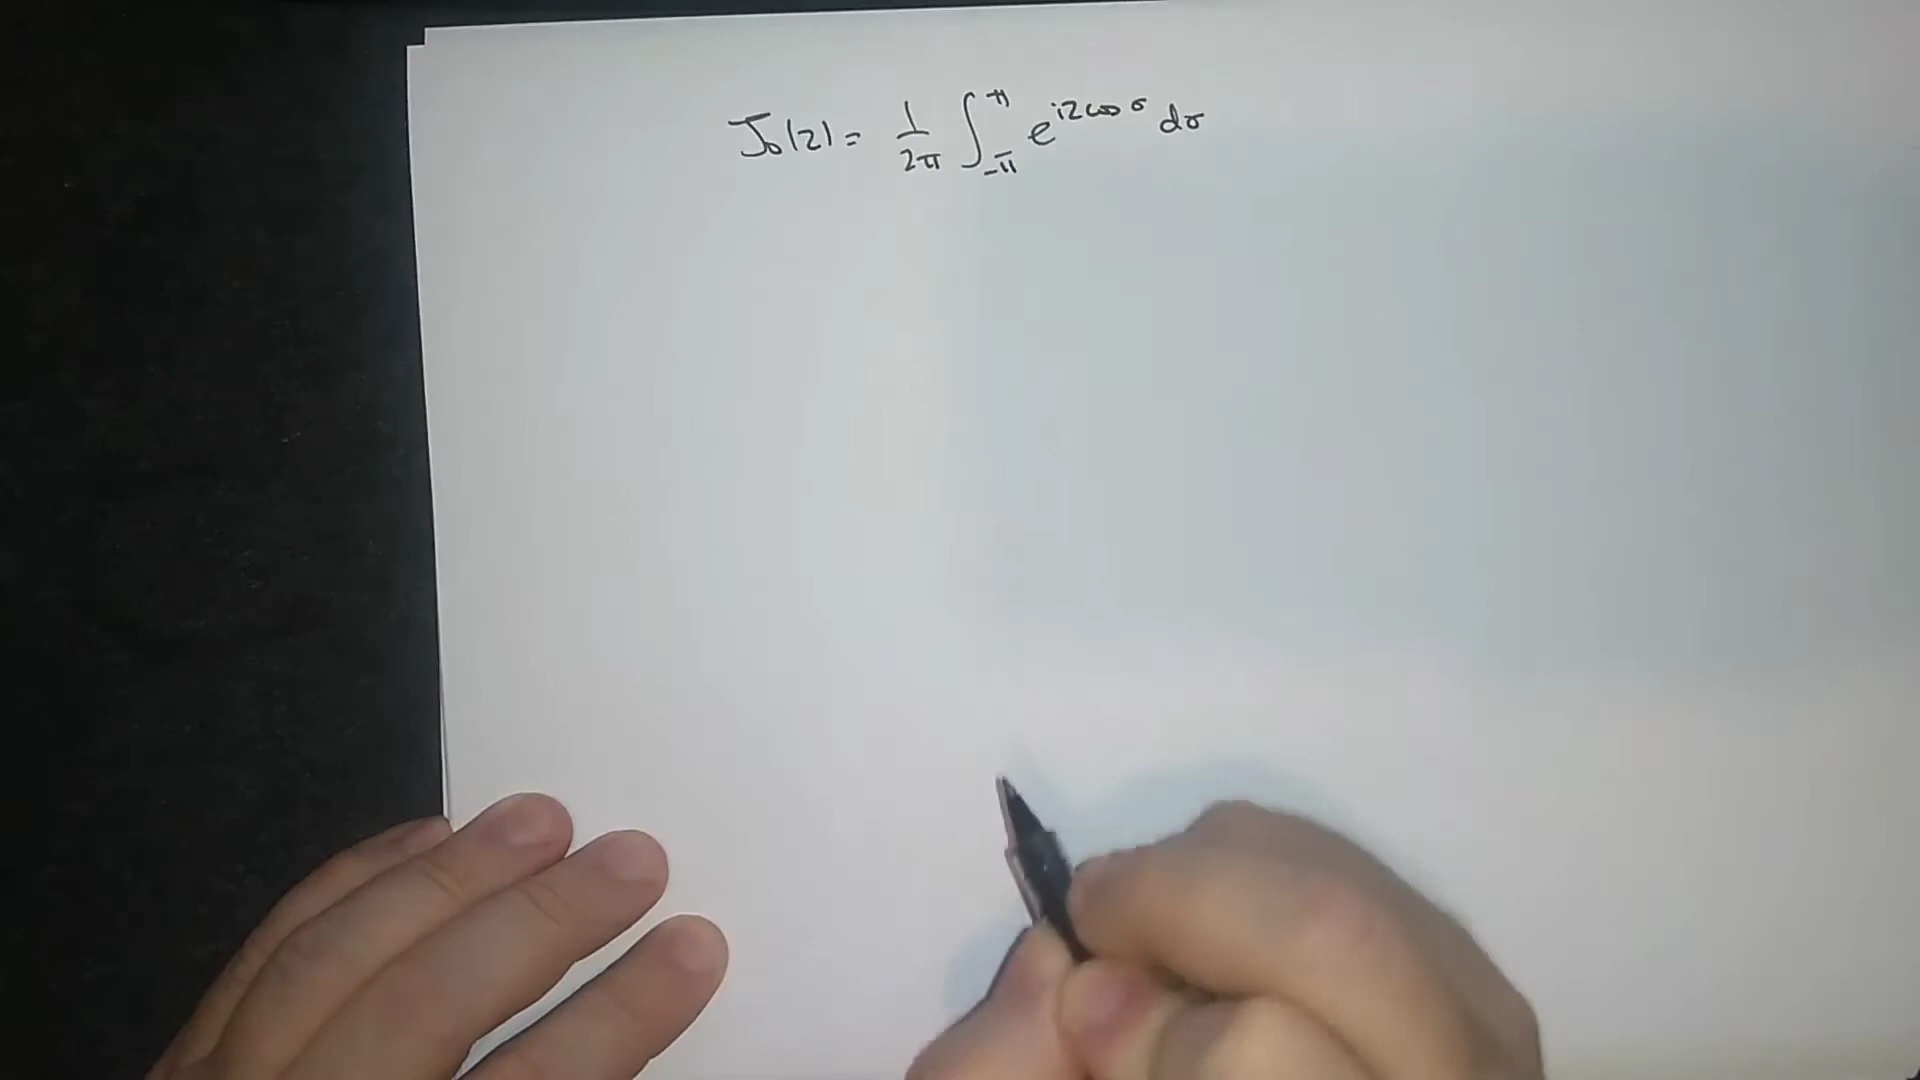 J₀(z) = 1/2π ∫_{-π}^{π} e^{iz cos σ} dσ